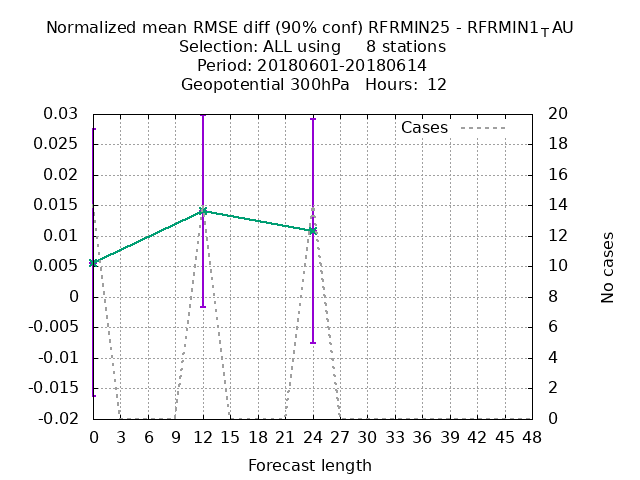 Normalized mean RMSE diff (90% conf) RFRMIN25 - RFRMIN1TAU
Selection: ALL using     8 stations
Period: 20180601-20180614
Geopotential 300hPa   Hours:  12
Cases
0.03
0.025
0.02
0.015
0.01
0.005
0
-0.005
-0.01
-0.015
-0.02
20
18
16
14
12
10
8
6
4
2
0
No cases
0 3 6 9 12 15 18 21 24 27 30 33 36 39 42 45 48
Forecast length